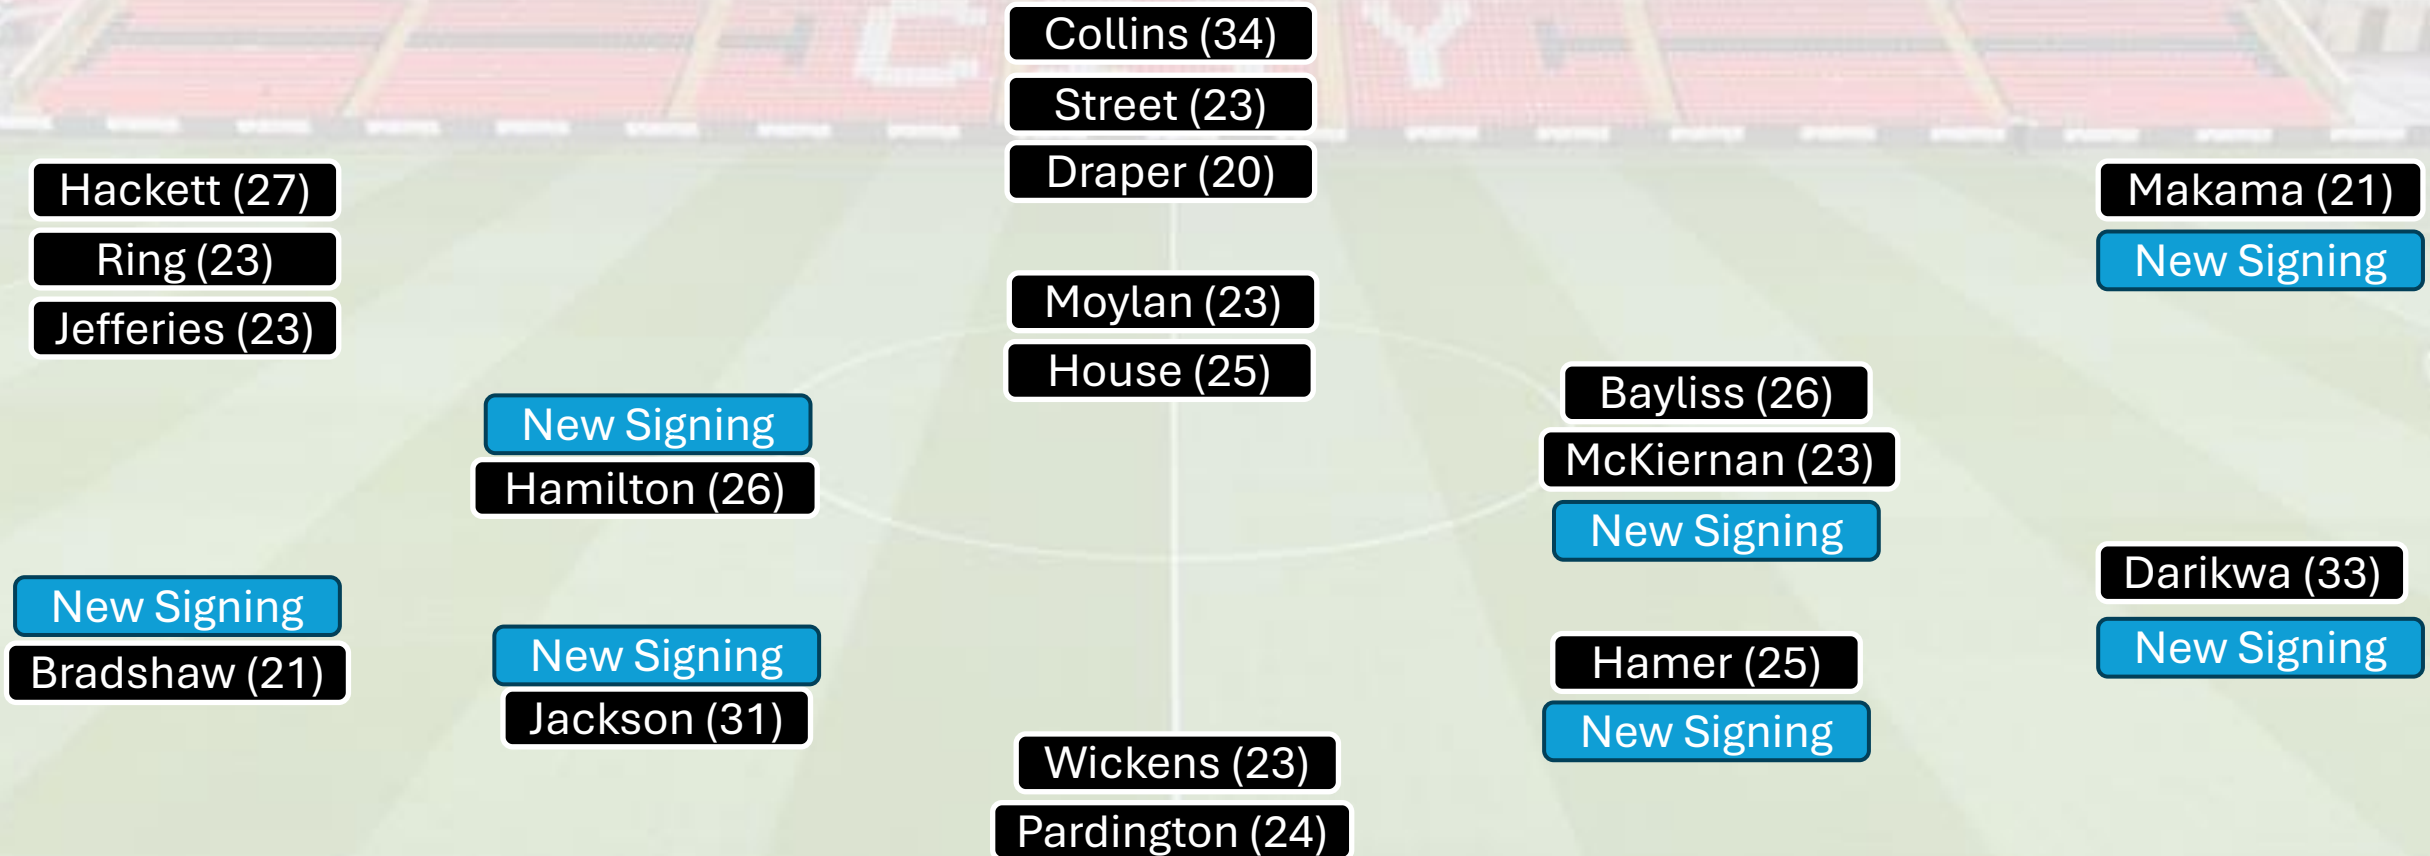 C Y
Collins (34)
Street (23)
Draper (20)
Hackett (27)
Ring (23)
Jefferies (23)
Makama (21)
New Signing
Moylan (23)
House (25)
Bayliss (26)
McKiernan (23)
New Signing
New Signing
Hamilton (26)
Darikwa (33)
New Signing
New Signing
Bradshaw (21)
New Signing
Jackson (31)
Hamer (25)
New Signing
Wickens (23)
Pardington (24)